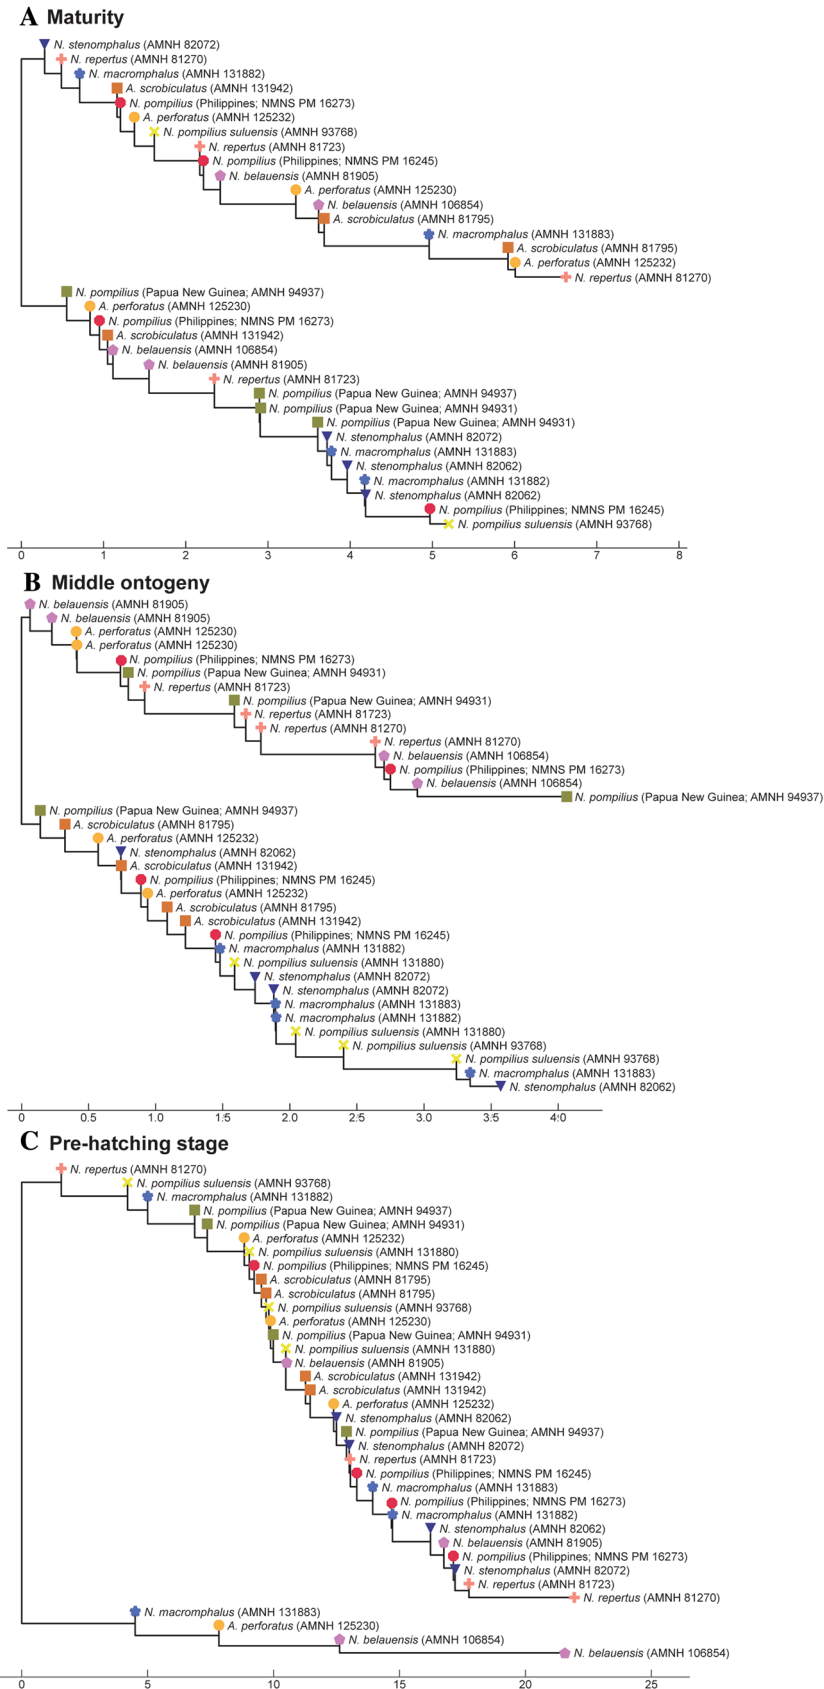 A Maturity
N. stenomphalus (AMNH 82072)
N. repertus (AMNH 81270)
N. macromphalus (AMNH 131882)
A. scrobiculatus (AMNH 131942)
N. pompilius (Philippines; NMNS PM 16273)
A. perforatus (AMNH 125232)
N. pompilius suluensis (AMNH 93768)
N. repertus (AMNH 81723)
N. pompilius (Philippines; NMNS PM 16245)
N. belauensis (AMNH 81905)
A. perforatus (AMNH 125230)
N. belauensis (AMNH 106854)
A. scrobiculatus (AMNH 81795)
N. macromphalus (AMNH 131883)
A. scrobiculatus (AMNH 81795)
A. perforatus (AMNH 125232)
N. repertus (AMNH 81270)
N. pompilius (Papua New Guinea; AMNH 94937)
A. perforatus (AMNH 125230)
N. pompilius (Philippines; NMNS PM 16273)
A. scrobiculatus (AMNH 131942)
N. belauensis (AMNH 106854)
N. belauensis (AMNH 81905)
N. repertus (AMNH 81723)
N. pompilius (Papua New Guinea; AMNH 94937)
N. pompilius (Papua New Guinea; AMNH 94931)
N. pompilius (Papua New Guinea; AMNH 94931)
N. stenomphalus (AMNH 82072)
N. macromphalus (AMNH 131883)
N. stenomphalus (AMNH 82062)
N. macromphalus (AMNH 131882)
N. stenomphalus (AMNH 82062)
N. pompilius (Philippines; NMNS PM 16245)
N. pompilius suluensis (AMNH 93768)
0 1 2 3 4 5 6 7 8
B Middle ontogeny
N. belauensis (AMNH 81905)
N. belauensis (AMNH 81905)
A. perforatus (AMNH 125230)
A. perforatus (AMNH 125230)
N. pompilius (Philippines; NMNS PM 16273)
N. pompilius (Papua New Guinea; AMNH 94931)
N. repertus (AMNH 81723)
N. pompilius (Papua New Guinea; AMNH 94931)
N. repertus (AMNH 81723)
N. repertus (AMNH 81270)
N. repertus (AMNH 81270)
N. belauensis (AMNH 106854)
N. pompilius (Philippines; NMNS PM 16273)
N. belauensis (AMNH 106854)
N. pompilius (Papua New Guinea; AMNH 94937)
N. pompilius (Papua New Guinea; AMNH 94937)
A. scrobiculatus (AMNH 81795)
A. perforatus (AMNH 125232)
N. stenomphalus (AMNH 82062)
A. scrobiculatus (AMNH 131942)
N. pompilius (Philippines; NMNS PM 16245)
A. perforatus (AMNH 125232)
A. scrobiculatus (AMNH 81795)
A. scrobiculatus (AMNH 131942)
N. pompilius (Philippines; NMNS PM 16245)
N. macromphalus (AMNH 131882)
N. pompilius suluensis (AMNH 131880)
N. stenomphalus (AMNH 82072)
N. stenomphalus (AMNH 82072)
N. macromphalus (AMNH 131883)
N. macromphalus (AMNH 131882)
N. pompilius suluensis (AMNH 131880)
N. pompilius suluensis (AMNH 93768)
N. pompilius suluensis (AMNH 93768)
N. macromphalus (AMNH 131883)
N. stenomphalus (AMNH 82062)
0 0.5 1.0 1.5 2.0 2.5 3.0 3.5 4.0
C Pre-hatching stage
N. repertus (AMNH 81270)
N. pompilius suluensis (AMNH 93768)
N. macromphalus (AMNH 131882)
N. pompilius (Papua New Guinea; AMNH 94937)
N. pompilius (Papua New Guinea; AMNH 94931)
A. perforatus (AMNH 125232)
N. pompilius suluensis (AMNH 131880)
N. pompilius (Philippines; NMNS PM 16245)
A. scrobiculatus (AMNH 81795)
A. scrobiculatus (AMNH 81795)
N. pompilius suluensis (AMNH 93768)
A. perforatus (AMNH 125230)
N. pompilius (Papua New Guinea; AMNH 94931)
N. pompilius suluensis (AMNH 131880)
N. belauensis (AMNH 81905)
A. scrobiculatus (AMNH 131942)
A. scrobiculatus (AMNH 131942)
A. perforatus (AMNH 125232)
N. stenomphalus (AMNH 82062)
N. pompilius (Papua New Guinea; AMNH 94937)
N. stenomphalus (AMNH 82072)
N. repertus (AMNH 81723)
N. pompilius (Philippines; NMNS PM 16245)
N. macromphalus (AMNH 131883)
N. pompilius (Philippines; NMNS PM 16273)
N. macromphalus (AMNH 131882)
N. stenomphalus (AMNH 82062)
N. belauensis (AMNH 81905)
N. pompilius (Philippines; NMNS PM 16273)
N. stenomphalus (AMNH 82072)
N. repertus (AMNH 81723)
N. repertus (AMNH 81270)
N. macromphalus (AMNH 131883)
A. perforatus (AMNH 125230)
N. belauensis (AMNH 106854)
N. belauensis (AMNH 106854)
0 5 10 15 20 25